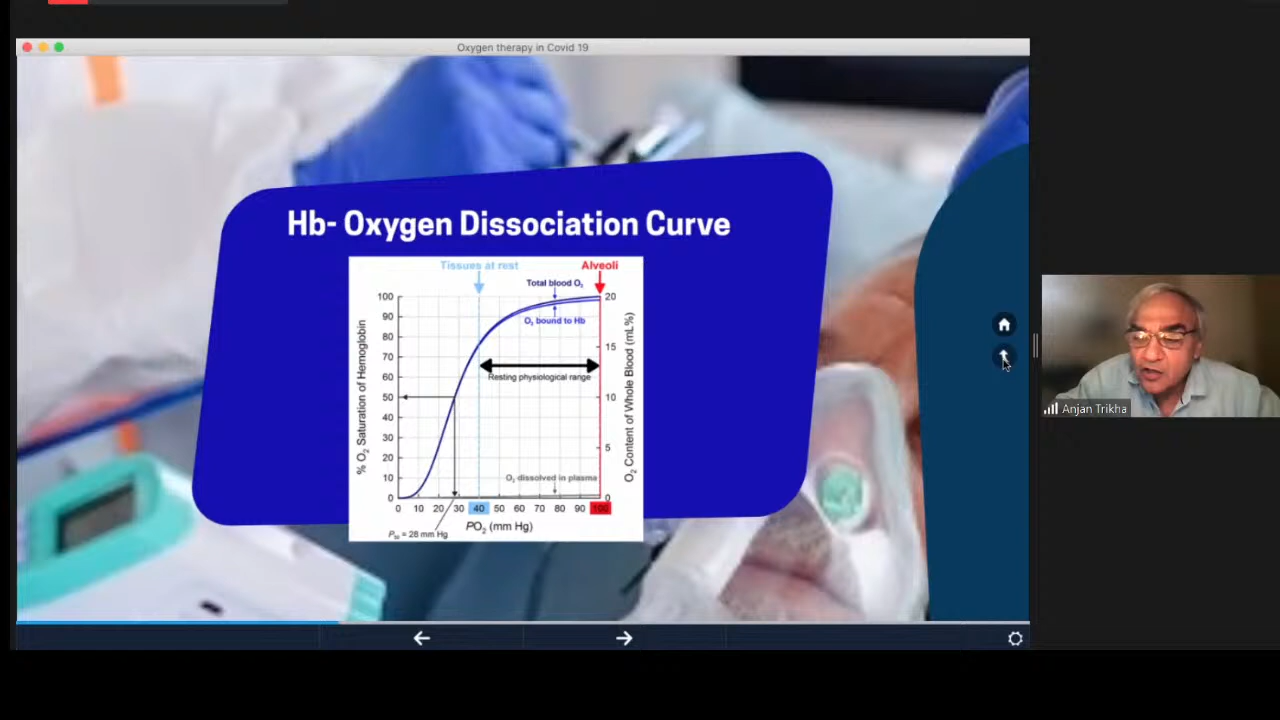 Oxygen therapy in Covid 19
Hb- Oxygen Dissociation Curve
Tissues at rest
Alveoli
Total blood O₂
O₂ bound to Hb
Resting physiological range
O₂ dissolved in plasma
% O₂ Saturation of Hemoglobin
100
90
80
70
60
50
40
30
20
10
0
20
15
10
5
0
O₂ Content of Whole Blood (mL%)
0 10 20 30 40 50 60 70 80 90 100
PO₂ (mm Hg)
P₅₀ = 28 mm Hg
Anjan Trikha